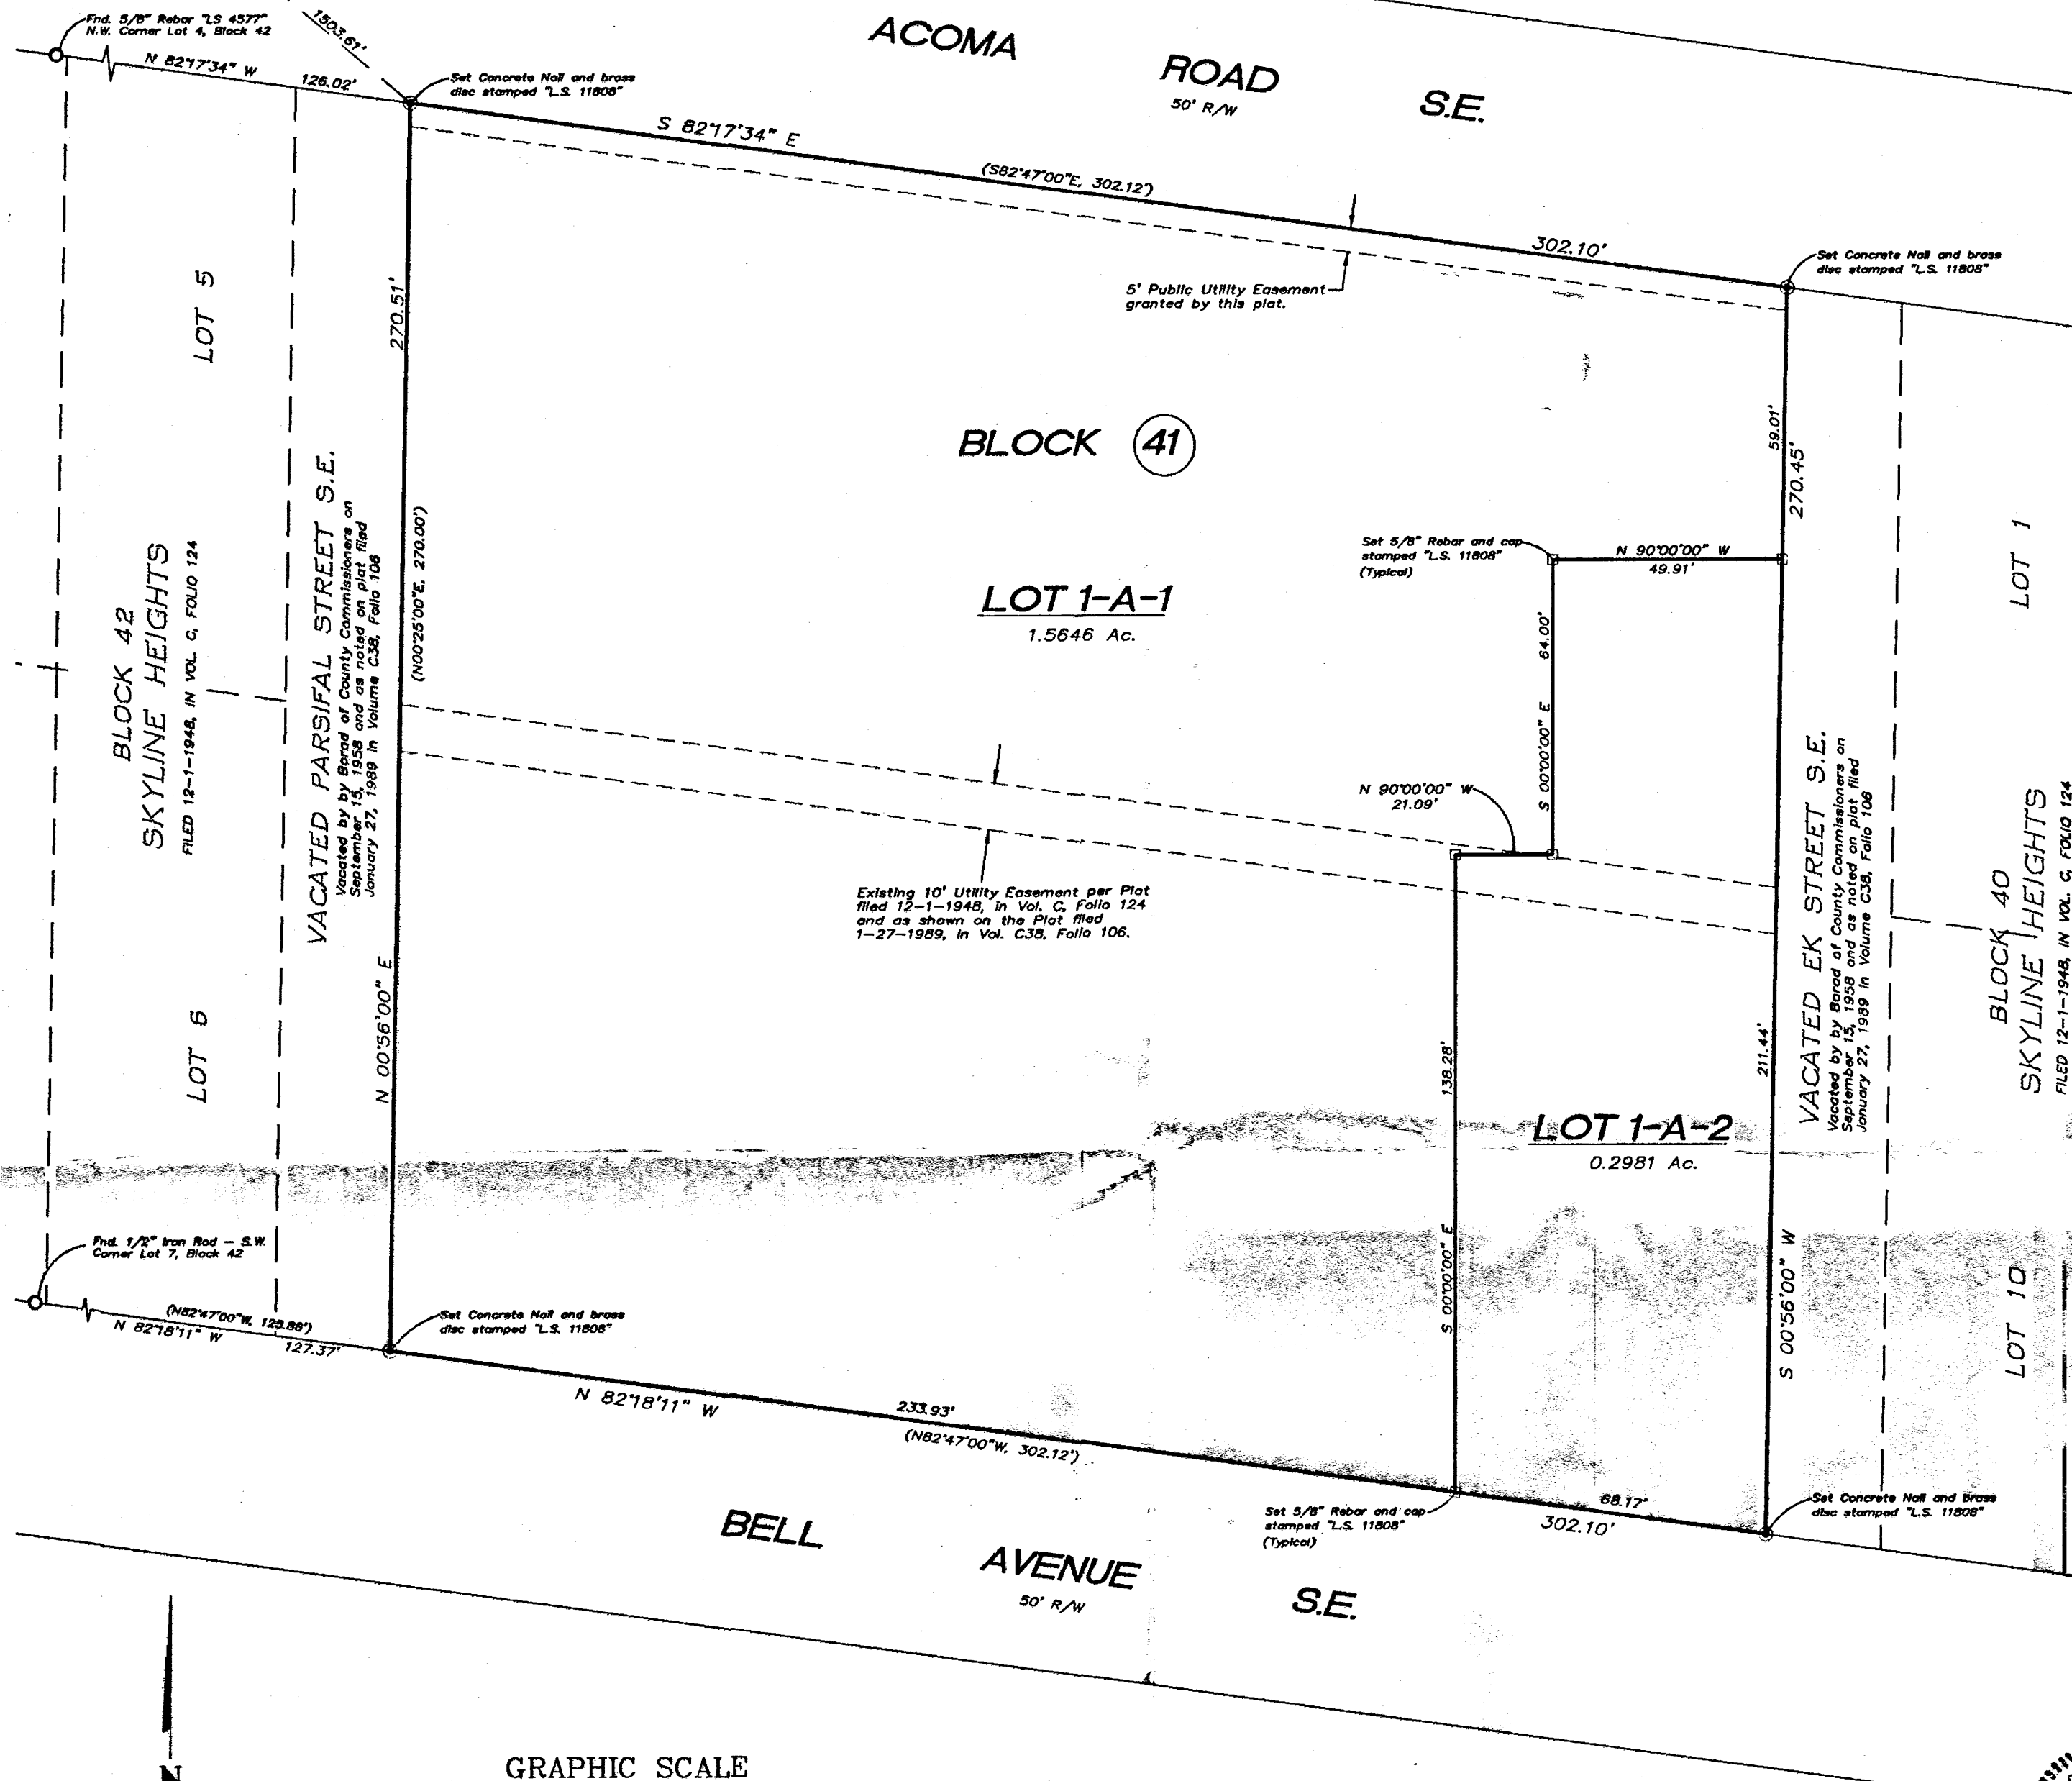 Fnd. 5/8" Rebar "LS 4577"
N.W. Corner Lot 4, Block 42
1503.61'
N 82°17'34" W
126.02'
Set Concrete Nail and brass
disc stamped "L.S. 11808"
ACOMA ROAD S.E.
50' R/W
S 82°17'34" E
(S82°47'00"E, 302.12')
302.10'
Set Concrete Nail and brass
disc stamped "L.S. 11808"
5' Public Utility Easement
granted by this plat.
LOT 5
270.51'
(N00°25'00"E, 270.00')
N 00°56'00" E
BLOCK 41
LOT 1-A-1
1.5646 Ac.
59.01'
270.45'
Set 5/8" Rebar and cap
stamped "L.S. 11808"
(Typical)
N 90°00'00" W
49.91'
64.00'
S 00°00'00" E
N 90°00'00" W
21.09'
LOT 1
BLOCK 42
SKYLINE HEIGHTS
FILED 12-1-1948, IN VOL. C, FOLIO 124
VACATED PARSIFAL STREET S.E.
Vacated by by Borad of County Commissioners on
September 15, 1958 and as noted on plat filed
January 27, 1989 in Volume C38, Folio 106
Existing 10' Utility Easement per Plat
filed 12-1-1948, in Vol. C, Folio 124
and as shown on the Plat filed
1-27-1989, in Vol. C38, Folio 106.
VACATED EK STREET S.E.
Vacated by by Borad of County Commissioners on
September 15, 1958 and as noted on plat filed
January 27, 1989 in Volume C38, Folio 106
BLOCK 40
SKYLINE HEIGHTS
FILED 12-1-1948, IN VOL. C, FOLIO 124
LOT 6
138.28'
S 00°00'00" E
211.44'
S 00°56'00" W
LOT 1-A-2
0.2981 Ac.
LOT 10
Fnd. 1/2" Iron Rod - S.W.
Corner Lot 7, Block 42
(N82°47'00"W, 125.88')
N 82°18'11" W
127.37'
Set Concrete Nail and brass
disc stamped "L.S. 11808"
N 82°18'11" W
233.93'
(N82°47'00"W, 302.12')
Set 5/8" Rebar and cap
stamped "L.S. 11808"
(Typical)
68.17'
302.10'
Set Concrete Nail and brass
disc stamped "L.S. 11808"
BELL AVENUE S.E.
50' R/W
N
GRAPHIC SCALE